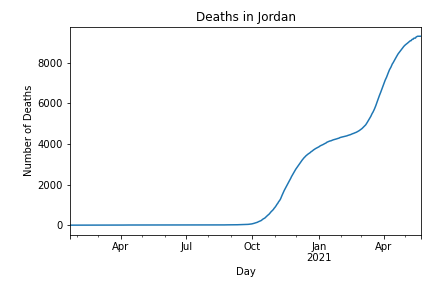 Deaths in Jordan
Number of Deaths
8000
6000
4000
2000
0
Apr Jul Oct Jan Apr
2021
Day